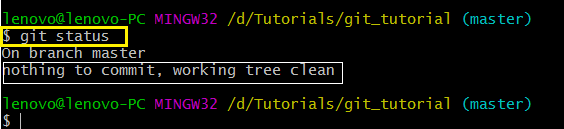 lenovo@lenovo-PC MINGW32 /d/Tutorials/git_tutorial (master)
$ git status
On branch master
nothing to commit, working tree clean
lenovo@lenovo-PC MINGW32 /d/Tutorials/git_tutorial (master)
$